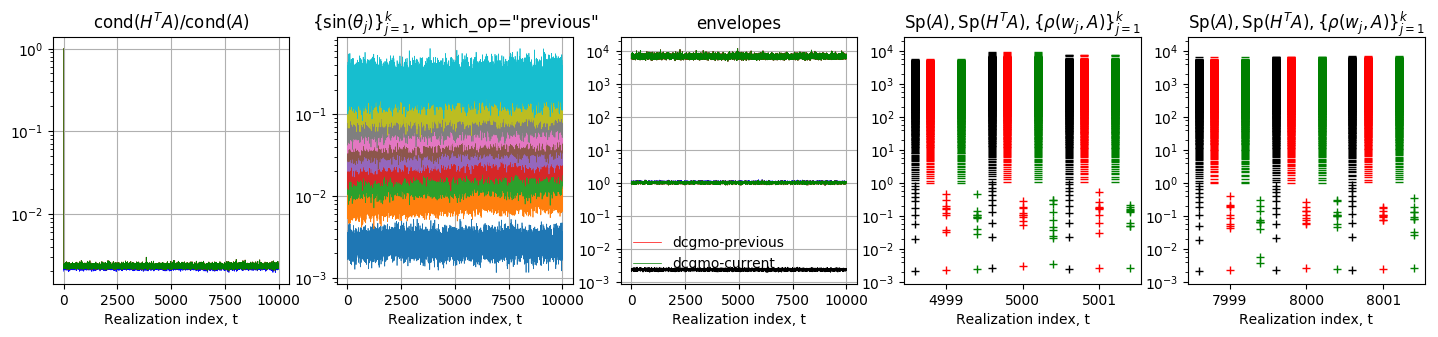 cond(H^T A)/cond(A)
10^0
10^−1
10^−2
0 2500 5000 7500 10000
Realization index, t
{sin(θ_j)}_{j=1}^k, which_op="previous"
10^−1
10^−2
10^−3
0 2500 5000 7500 10000
Realization index, t
envelopes
10^4
10^3
10^2
10^1
10^0
10^−1
10^−2
10^−3
dcgmo-previous
dcgmo-current
0 2500 5000 7500 10000
Realization index, t
Sp(A), Sp(H^T A), {ρ(w_j, A)}_{j=1}^k
10^4
10^3
10^2
10^1
10^0
10^−1
10^−2
10^−3
4999 5000 5001
Realization index, t
Sp(A), Sp(H^T A), {ρ(w_j, A)}_{j=1}^k
10^4
10^3
10^2
10^1
10^0
10^−1
10^−2
10^−3
7999 8000 8001
Realization index, t